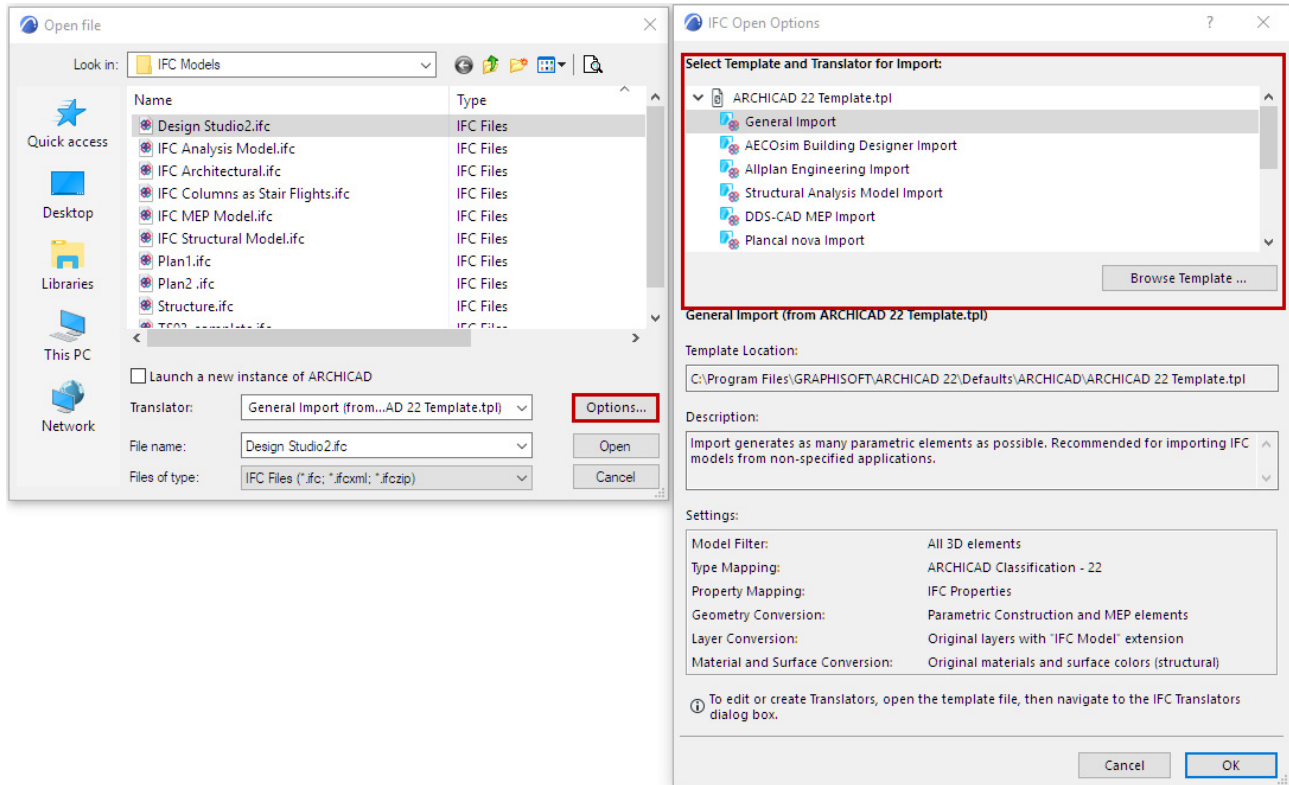 Open file
Look in: IFC Models
Name Type
Design Studio2.ifc IFC Files
IFC Analysis Model.ifc IFC Files
IFC Architectural.ifc IFC Files
IFC Columns as Stair Flights.ifc IFC Files
IFC MEP Model.ifc IFC Files
IFC Structural Model.ifc IFC Files
Plan1.ifc IFC Files
Plan2 .ifc IFC Files
Structure.ifc IFC Files
IFC Files
Quick access
Desktop
Libraries
This PC
Network
Launch a new instance of ARCHICAD
Translator: General Import (from...AD 22 Template.tpl) Options...
File name: Design Studio2.ifc Open
Files of type: IFC Files (*.ifc; *.ifcxml; *.ifczip) Cancel
IFC Open Options ?
Select Template and Translator for Import:
ARCHICAD 22 Template.tpl
General Import
AECOsim Building Designer Import
Allplan Engineering Import
Structural Analysis Model Import
DDS-CAD MEP Import
Plancal nova Import
Browse Template ...
General Import (from ARCHICAD 22 Template.tpl)
Template Location:
C:\Program Files\GRAPHISOFT\ARCHICAD 22\Defaults\ARCHICAD\ARCHICAD 22 Template.tpl
Description:
Import generates as many parametric elements as possible. Recommended for importing IFC
models from non-specified applications.
Settings:
Model Filter: All 3D elements
Type Mapping: ARCHICAD Classification - 22
Property Mapping: IFC Properties
Geometry Conversion: Parametric Construction and MEP elements
Layer Conversion: Original layers with "IFC Model" extension
Material and Surface Conversion: Original materials and surface colors (structural)
To edit or create Translators, open the template file, then navigate to the IFC Translators
dialog box.
Cancel OK